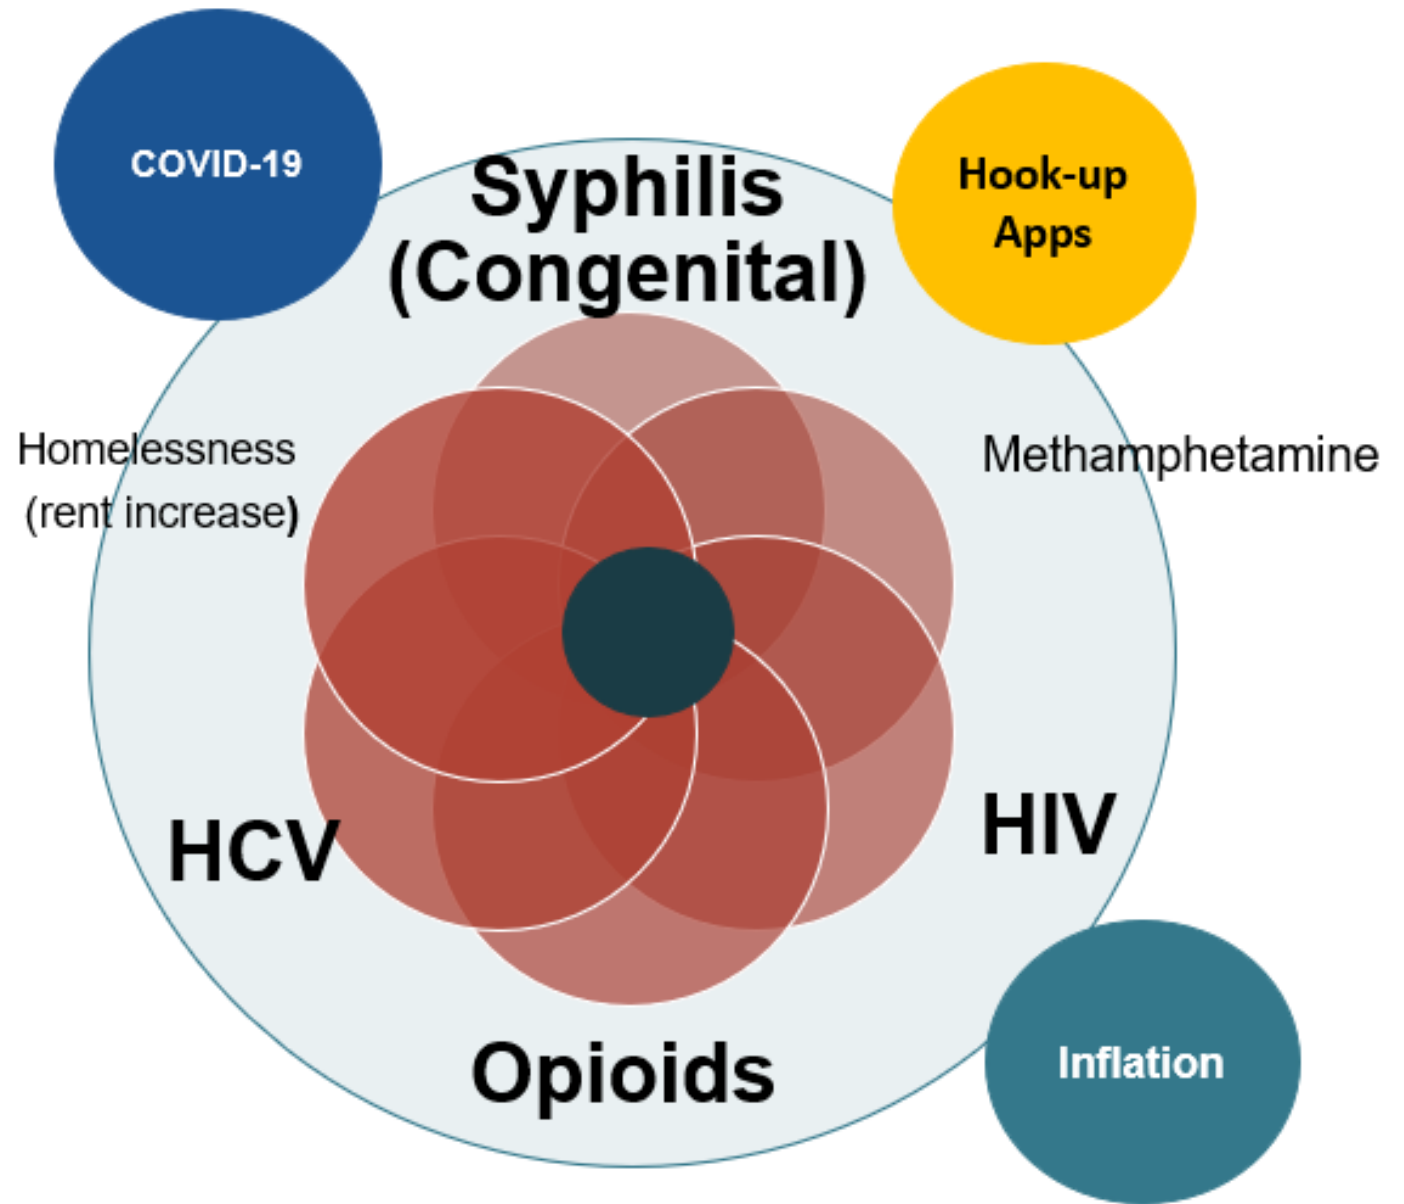 COVID-19
Hook-up
Apps
Syphilis
(Congenital)
Homelessness
(rent increase)
Methamphetamine
HCV
HIV
Opioids
Inflation